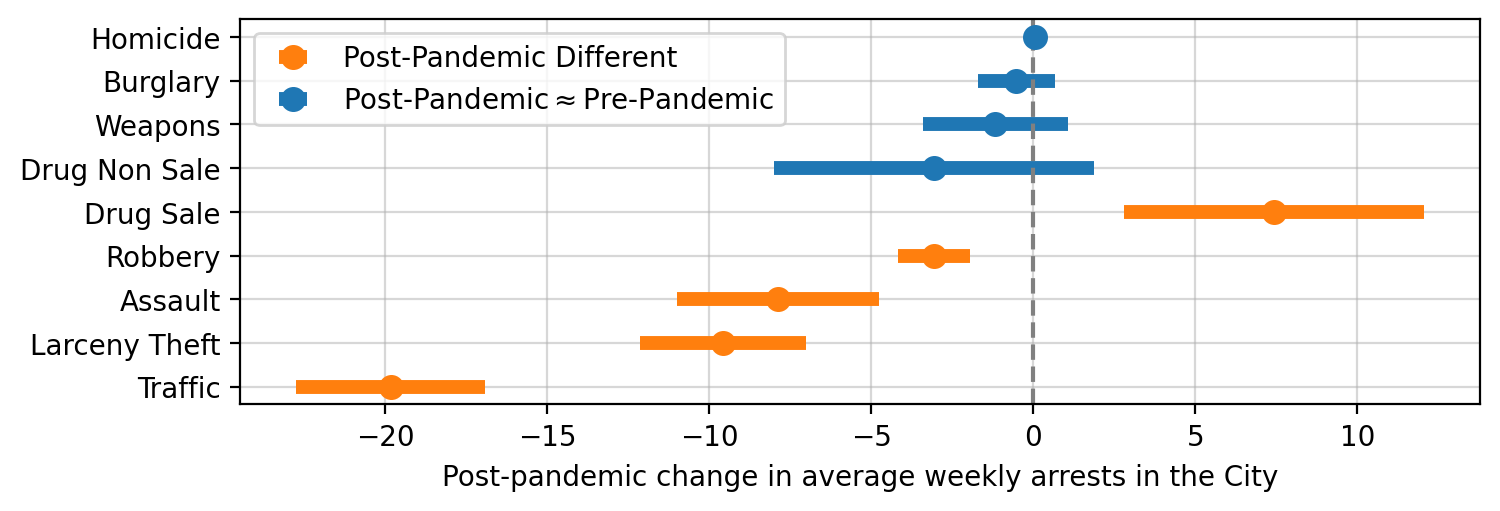 Homicide
Burglary
Weapons
Drug Non Sale
Drug Sale
Robbery
Assault
Larceny Theft
Traffic
Post-Pandemic Different
Post-Pandemic ≈ Pre-Pandemic
−20 −15 −10 −5 0 5 10
Post-pandemic change in average weekly arrests in the City